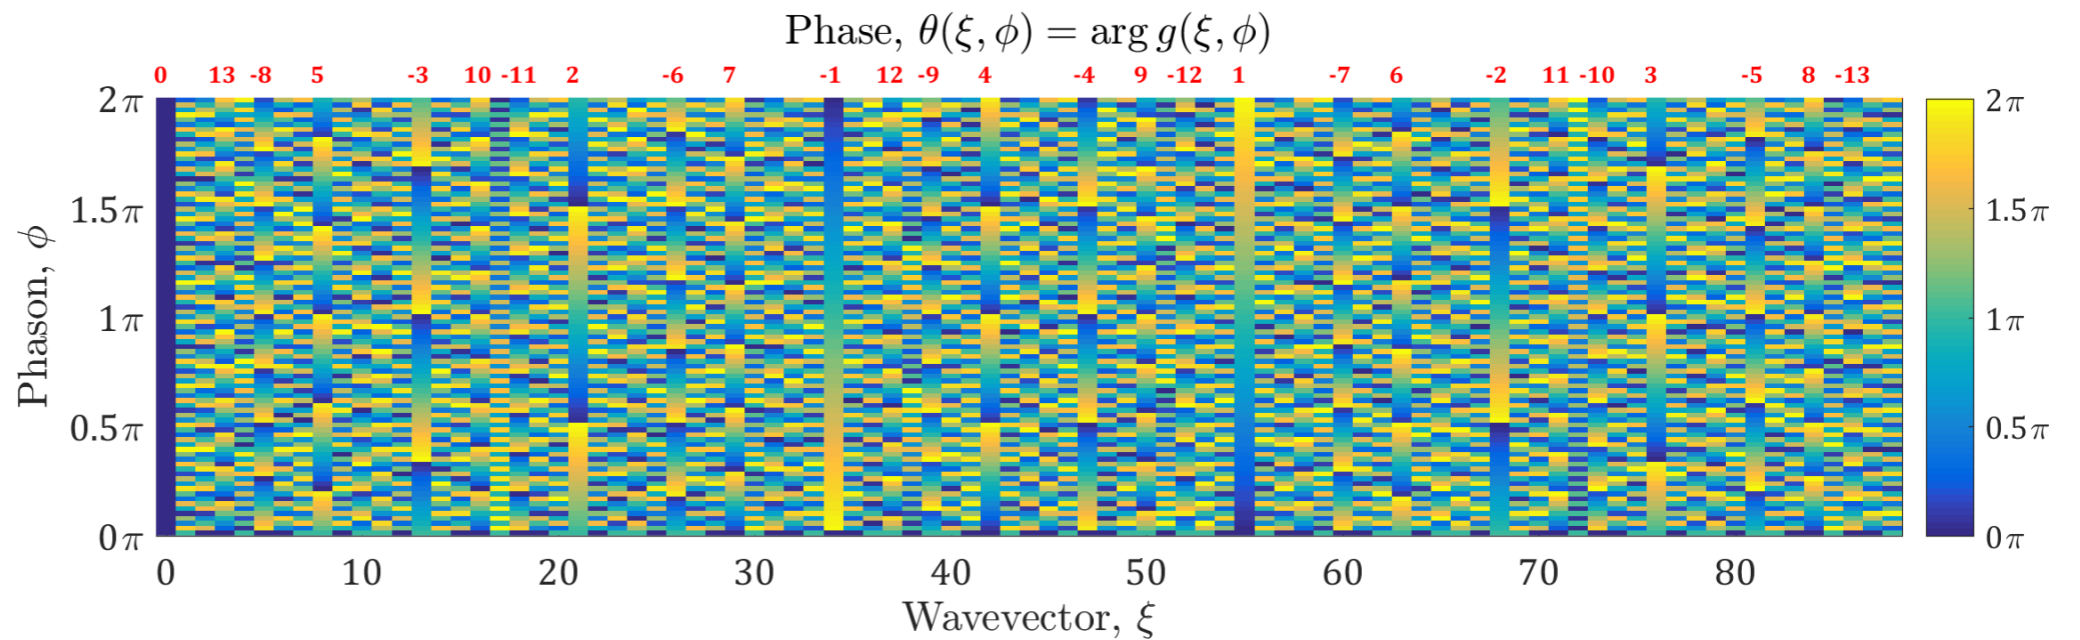 Phase, θ(ξ, ϕ) = arg g(ξ, ϕ)
0 13 -8 5 -3 10 -11 2 -6 7 -1 12 -9 4 -4 9 -12 1 -7 6 -2 11 -10 3 -5 8 -13
2π
1.5π
1π
0.5π
0π
Phason, ϕ
0 10 20 30 40 50 60 70 80
Wavevector, ξ
2π
1.5π
1π
0.5π
0π